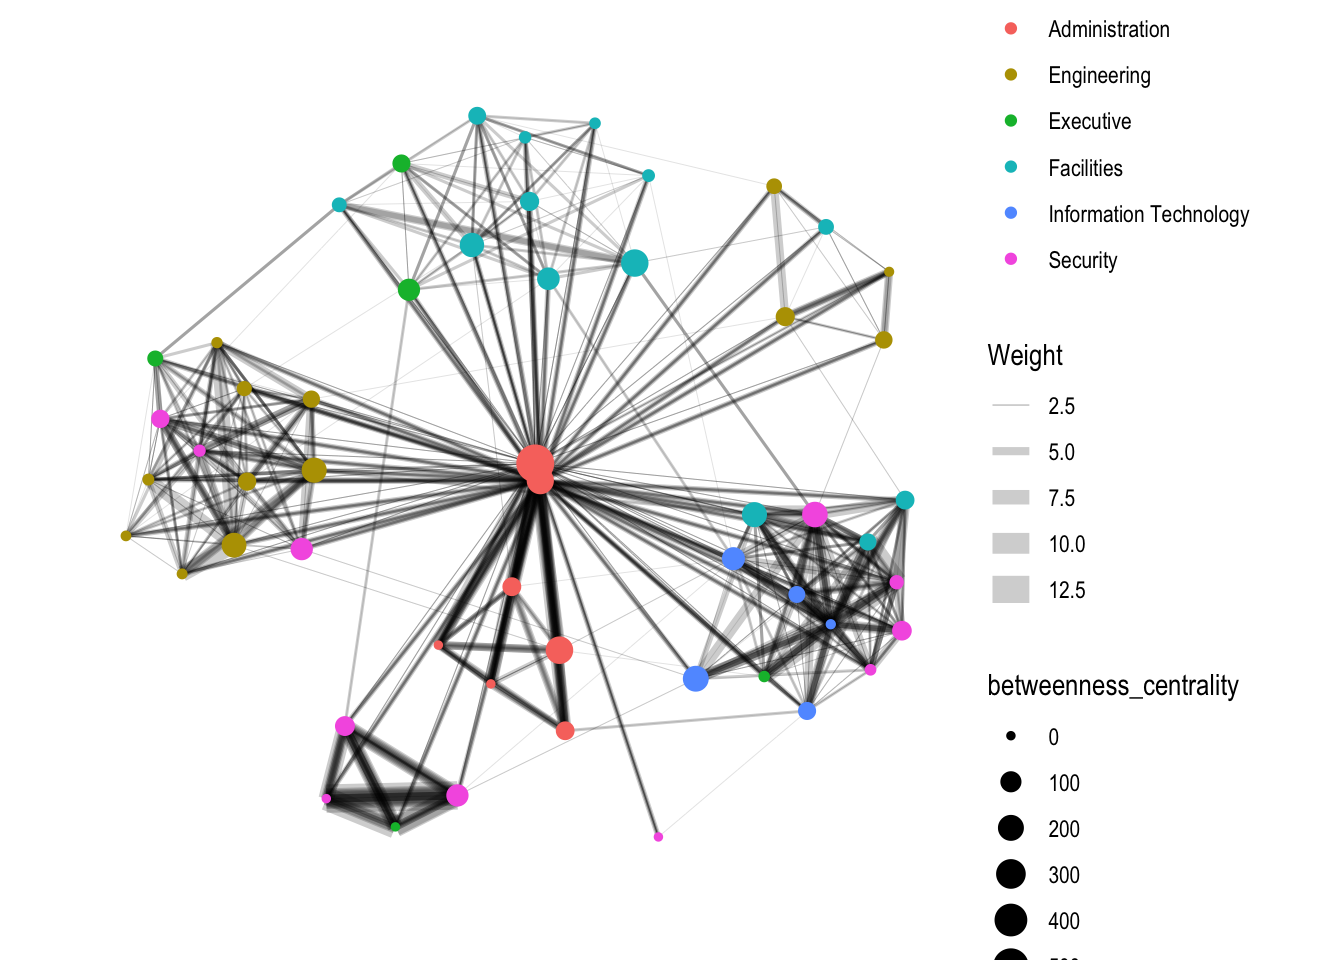 Administration
Engineering
Executive
Facilities
Information Technology
Security
Weight
2.5
5.0
7.5
10.0
12.5
betweenness_centrality
0
100
200
300
400